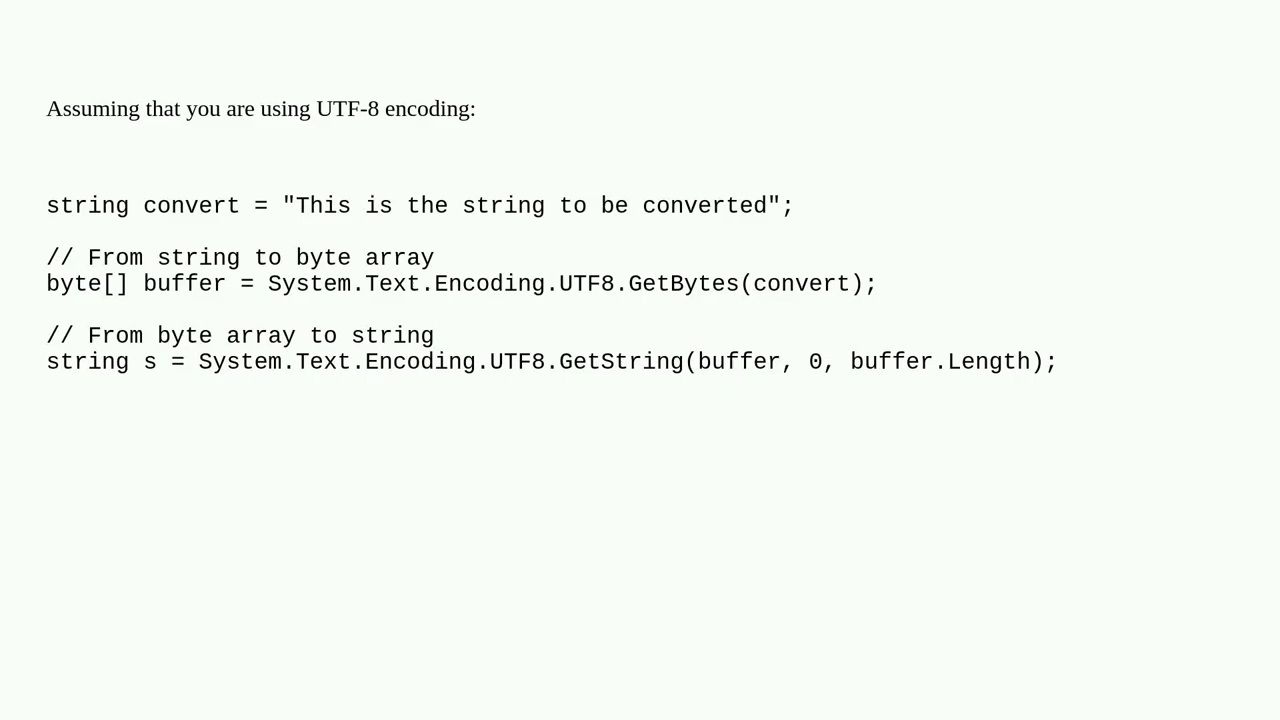 Assuming that you are using UTF-8 encoding:
string convert = "This is the string to be converted";
// From string to byte array
byte[] buffer = System.Text.Encoding.UTF8.GetBytes(convert);
// From byte array to string
string s = System.Text.Encoding.UTF8.GetString(buffer, 0, buffer.Length);